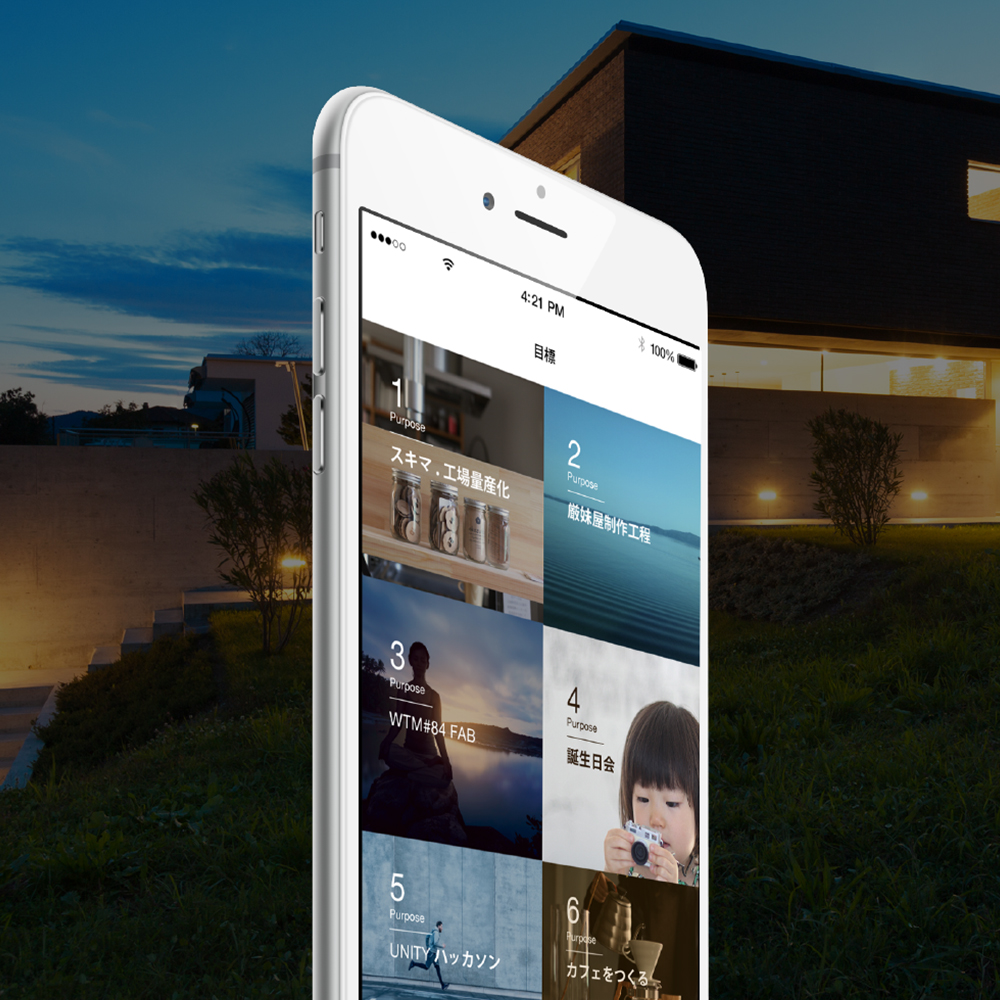 4:21 PM
100%
目標
1
Purpose
スキマ．工場量産化
2
Purpose
厳妹屋制作工程
3
Purpose
WTM#84 FAB
4
Purpose
誕生日会
5
Purpose
UNITY ハッカソン
6
Purpose
カフェをつくる